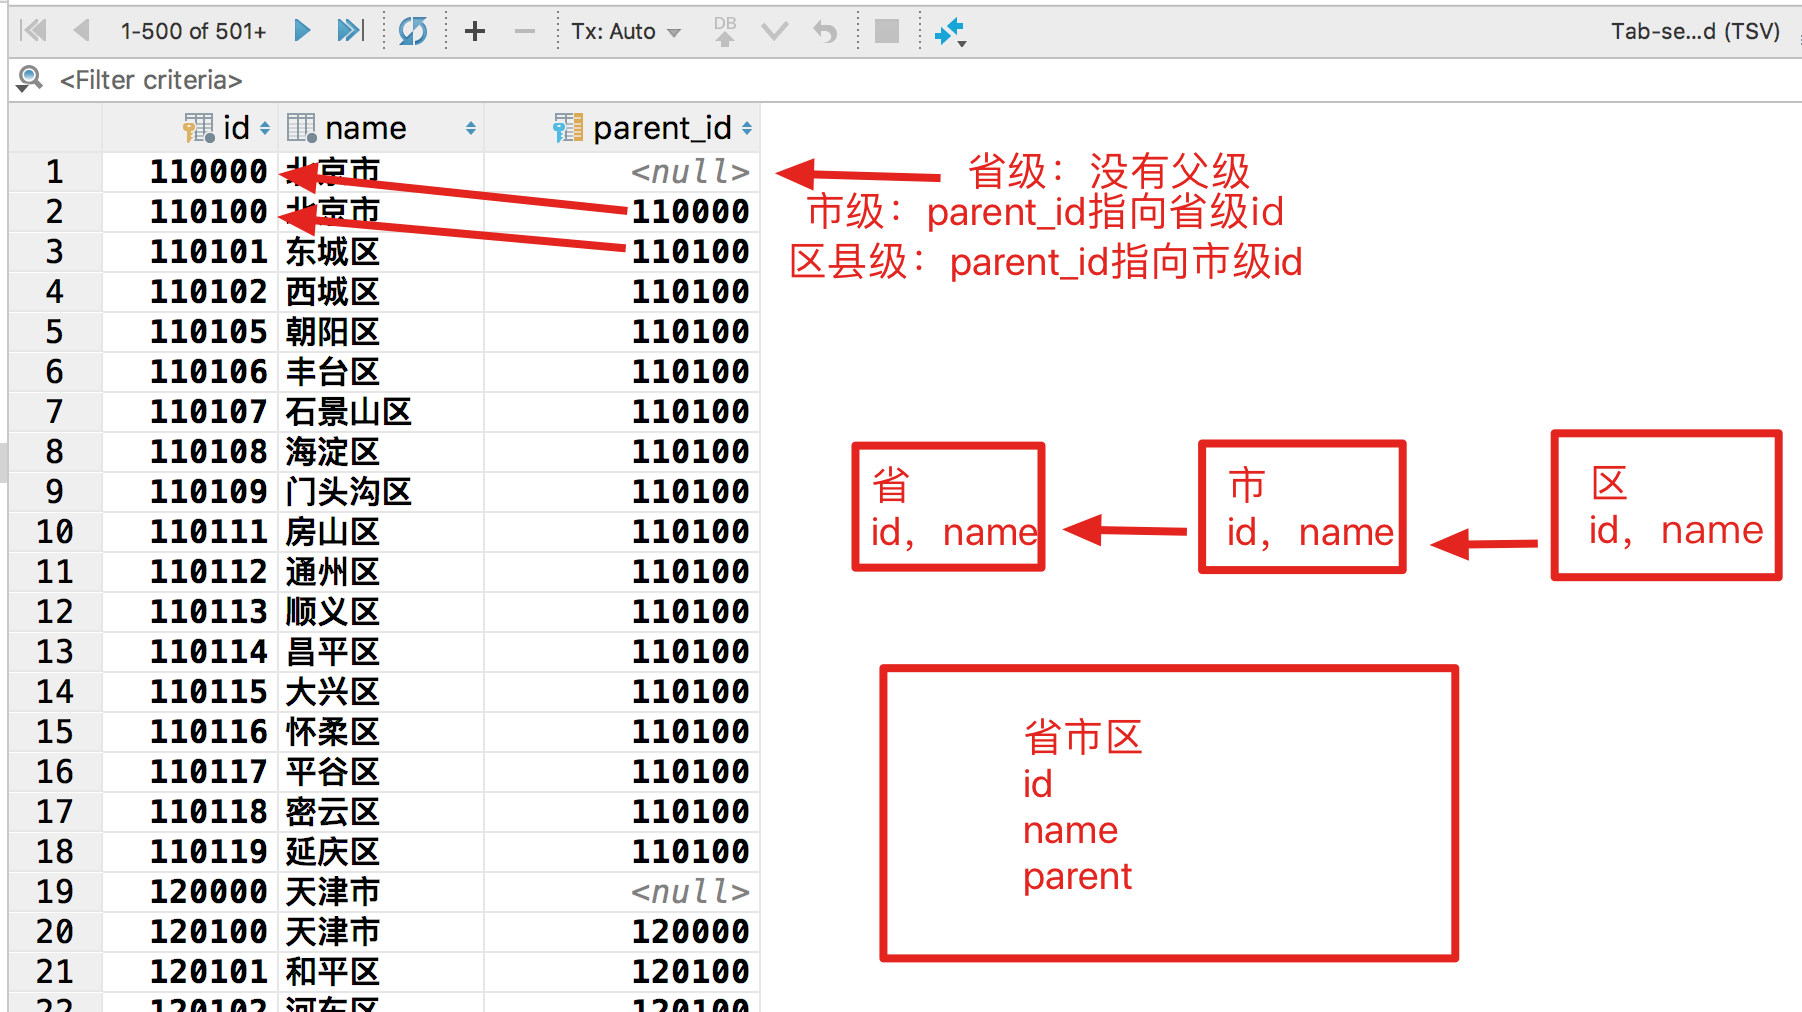 1-500 of 501+ Tx: Auto DB Tab-se...d (TSV)
<Filter criteria>
id name parent_id
1 110000 北京市 <null>
2 110100 北京市 110000
3 110101 东城区 110100
4 110102 西城区 110100
5 110105 朝阳区 110100
6 110106 丰台区 110100
7 110107 石景山区 110100
8 110108 海淀区 110100
9 110109 门头沟区 110100
10 110111 房山区 110100
11 110112 通州区 110100
12 110113 顺义区 110100
13 110114 昌平区 110100
14 110115 大兴区 110100
15 110116 怀柔区 110100
16 110117 平谷区 110100
17 110118 密云区 110100
18 110119 延庆区 110100
19 120000 天津市 <null>
20 120100 天津市 120000
21 120101 和平区 120100
22 120102 河东区 120100
省级：没有父级
市级：parent_id指向省级id
区县级：parent_id指向市级id
省
id，name
市
id，name
区
id，name
省市区
id
name
parent